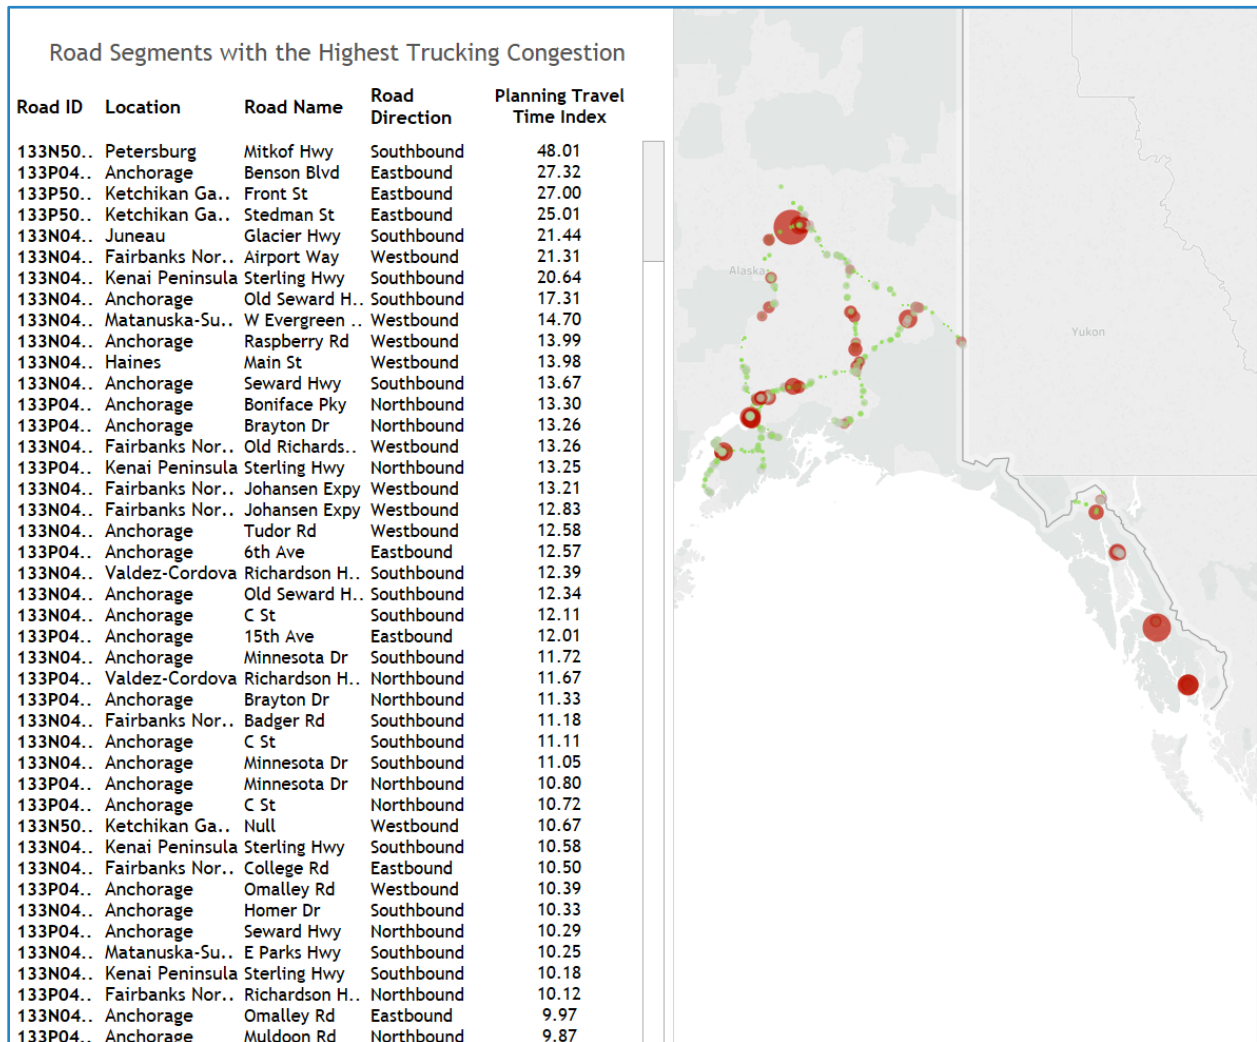 Road Segments with the Highest Trucking Congestion
Road ID Location Road Name Road Direction Planning Travel Time Index
133N50.. Petersburg Mitkof Hwy Southbound 48.01
133P04.. Anchorage Benson Blvd Eastbound 27.32
133P50.. Ketchikan Ga.. Front St Eastbound 27.00
133P50.. Ketchikan Ga.. Stedman St Eastbound 25.01
133N04.. Juneau Glacier Hwy Southbound 21.44
133N04.. Fairbanks Nor.. Airport Way Westbound 21.31
133N04.. Kenai Peninsula Sterling Hwy Southbound 20.64
133N04.. Anchorage Old Seward H.. Southbound 17.31
133N04.. Matanuska-Su.. W Evergreen .. Westbound 14.70
133N04.. Anchorage Raspberry Rd Westbound 13.99
133N04.. Haines Main St Westbound 13.98
133N04.. Anchorage Seward Hwy Southbound 13.67
133P04.. Anchorage Boniface Pky Northbound 13.30
133P04.. Anchorage Brayton Dr Northbound 13.26
133N04.. Fairbanks Nor.. Old Richards.. Westbound 13.26
133P04.. Kenai Peninsula Sterling Hwy Northbound 13.25
133N04.. Fairbanks Nor.. Johansen Expy Westbound 13.21
133N04.. Fairbanks Nor.. Johansen Expy Westbound 12.83
133N04.. Anchorage Tudor Rd Westbound 12.58
133P04.. Anchorage 6th Ave Eastbound 12.57
133N04.. Valdez-Cordova Richardson H.. Southbound 12.39
133N04.. Anchorage Old Seward H.. Southbound 12.34
133N04.. Anchorage C St Southbound 12.11
133P04.. Anchorage 15th Ave Eastbound 12.01
133N04.. Anchorage Minnesota Dr Southbound 11.72
133P04.. Valdez-Cordova Richardson H.. Northbound 11.67
133P04.. Anchorage Brayton Dr Northbound 11.33
133N04.. Fairbanks Nor.. Badger Rd Southbound 11.18
133N04.. Anchorage C St Southbound 11.11
133N04.. Anchorage Minnesota Dr Southbound 11.05
133P04.. Anchorage Minnesota Dr Northbound 10.80
133P04.. Anchorage C St Northbound 10.72
133N50.. Ketchikan Ga.. Null Westbound 10.67
133N04.. Kenai Peninsula Sterling Hwy Southbound 10.58
133N04.. Fairbanks Nor.. College Rd Eastbound 10.50
133P04.. Anchorage Omalley Rd Westbound 10.39
133N04.. Anchorage Homer Dr Southbound 10.33
133P04.. Anchorage Seward Hwy Northbound 10.29
133N04.. Matanuska-Su.. E Parks Hwy Southbound 10.25
133N04.. Kenai Peninsula Sterling Hwy Southbound 10.18
133P04.. Fairbanks Nor.. Richardson H.. Northbound 10.12
133N04.. Anchorage Omalley Rd Eastbound 9.97
133P04.. Anchorage Muldoon Rd Northbound 9.87
Alaska
Yukon